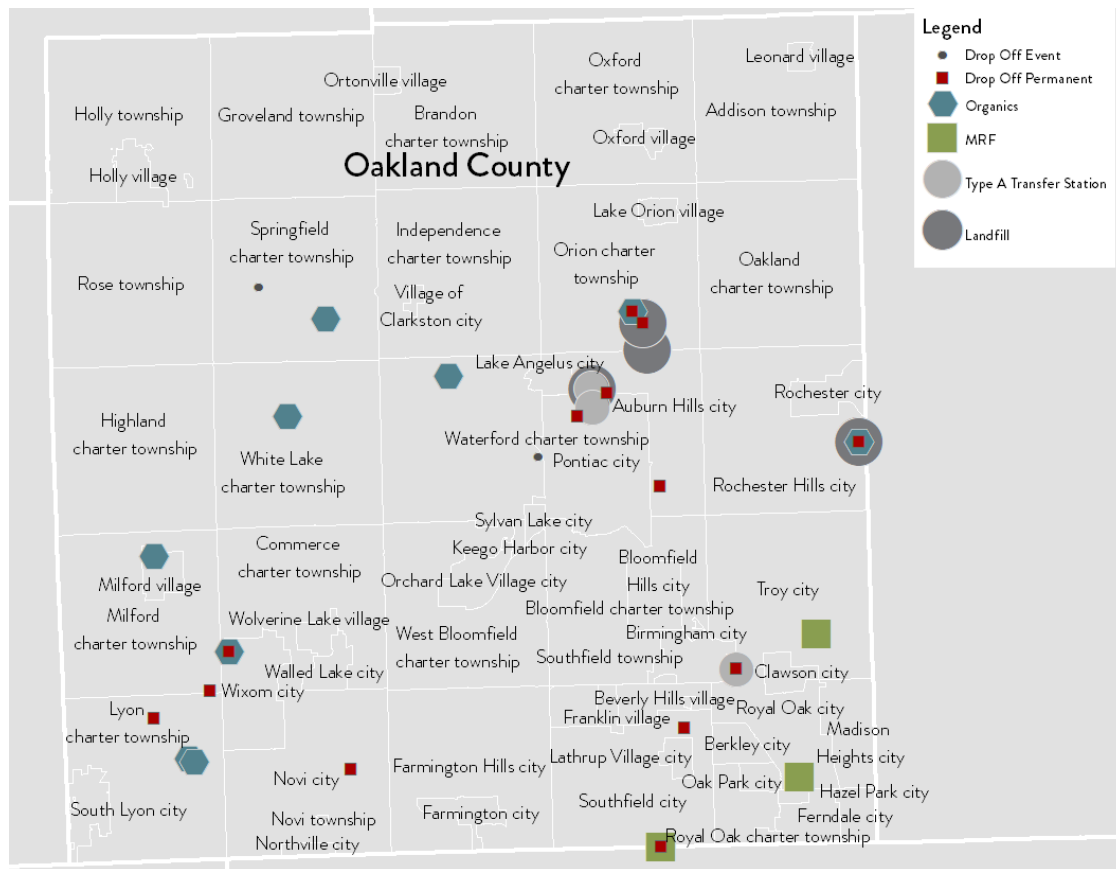 Legend
Drop Off Event
Drop Off Permanent
Organics
MRF
Type A Transfer Station
Landfill
Oakland County
Leonard village
Oxford
charter township
Ortonville village
Holly township
Groveland township
Brandon
charter township
Addison township
Oxford village
Holly village
Lake Orion village
Springfield
charter township
Independence
charter township
Orion charter
township
Oakland
charter township
Rose township
Village of
Clarkston city
Lake Angelus city
Rochester city
Auburn Hills city
Highland
charter township
Waterford charter township
Pontiac city
White Lake
charter township
Rochester Hills city
Sylvan Lake city
Keego Harbor city
Commerce
charter township
Bloomfield
Hills city
Orchard Lake Village city
Milford village
Troy city
Bloomfield charter township
Milford
charter township
Wolverine Lake village
West Bloomfield
charter township
Birmingham city
Southfield township
Walled Lake city
Clawson city
Wixom city
Beverly Hills village
Royal Oak city
Lyon
charter township
Franklin village
Madison
Heights city
Berkley city
Lathrup Village city
Farmington Hills city
Novi city
Oak Park city
Hazel Park city
Southfield city
South Lyon city
Farmington city
Ferndale city
Novi township
Northville city
Royal Oak charter township